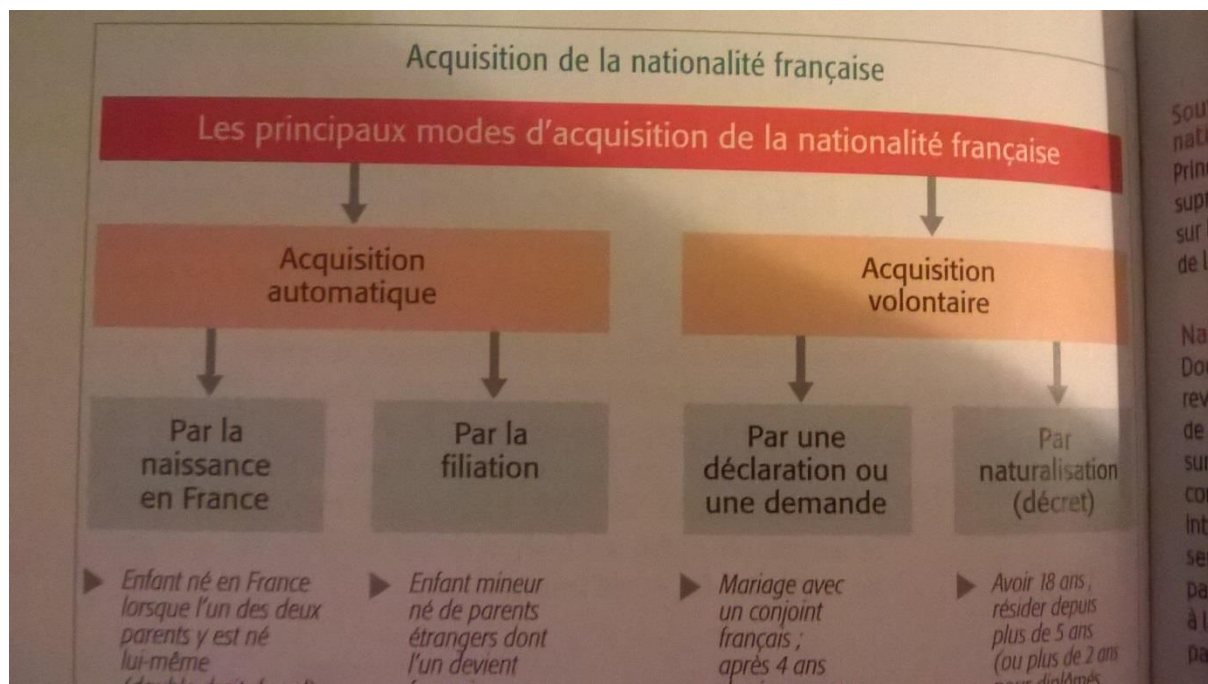 Acquisition de la nationalité française
Les principaux modes d'acquisition de la nationalité française
Acquisition
automatique
Acquisition
volontaire
Par la
naissance
en France
Par la
filiation
Par une
déclaration ou
une demande
Par
naturalisation
(décret)
Enfant né en France
lorsque l'un des deux
parents y est né
lui-même
Enfant mineur
né de parents
étrangers dont
l'un devient
Mariage avec
un conjoint
français ;
après 4 ans
Avoir 18 ans,
résider depuis
plus de 5 ans
(ou plus de 2 ans
sur
de
de
sur
à